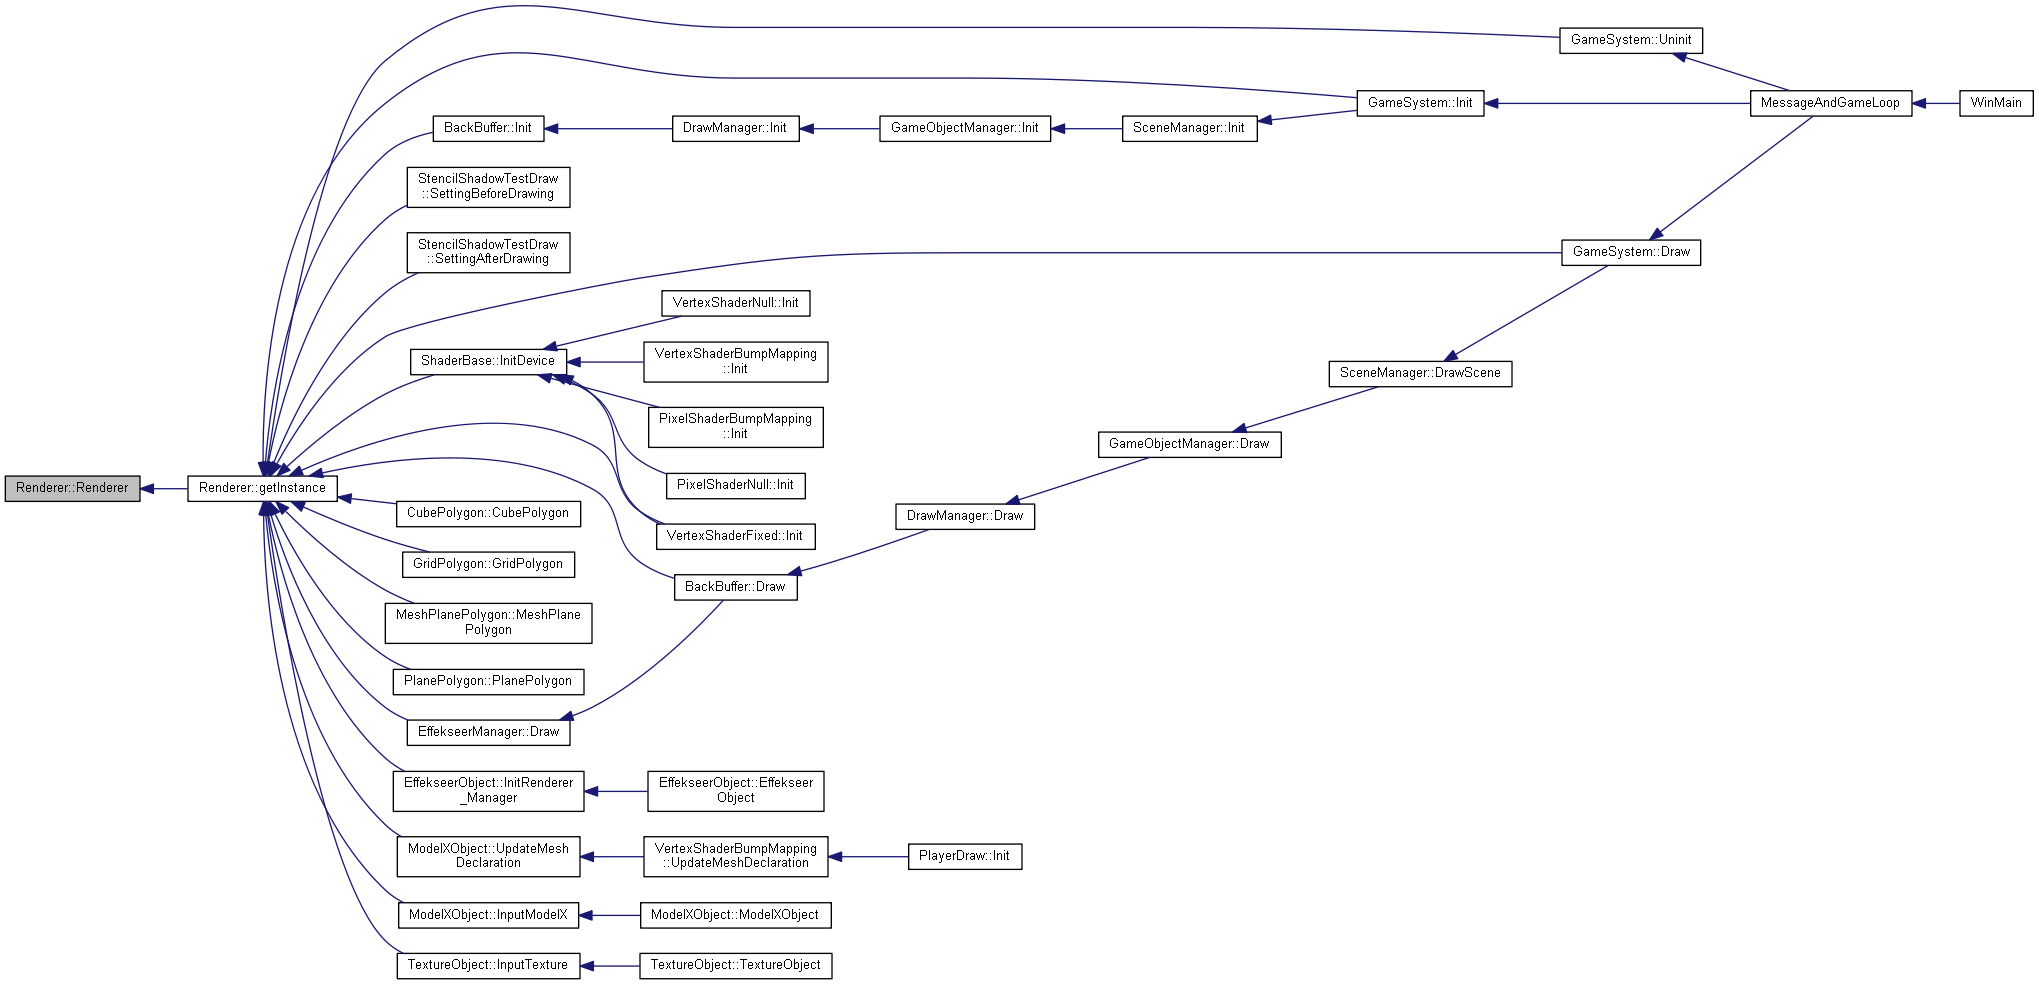 GameSystem::Uninit
GameSystem::Init
MessageAndGameLoop
WinMain
BackBuffer::Init
DrawManager::Init
GameObjectManager::Init
SceneManager::Init
StencilShadowTestDraw
::SettingBeforeDrawing
StencilShadowTestDraw
::SettingAfterDrawing
GameSystem::Draw
VertexShaderNull::Init
ShaderBase::InitDevice
VertexShaderBumpMapping
::Init
SceneManager::DrawScene
PixelShaderBumpMapping
::Init
GameObjectManager::Draw
Renderer::Renderer
Renderer::getInstance
PixelShaderNull::Init
CubePolygon::CubePolygon
DrawManager::Draw
VertexShaderFixed::Init
GridPolygon::GridPolygon
BackBuffer::Draw
MeshPlanePolygon::MeshPlane
Polygon
PlanePolygon::PlanePolygon
EffekseerManager::Draw
EffekseerObject::InitRenderer
_Manager
EffekseerObject::Effekseer
Object
ModelXObject::UpdateMesh
Declaration
VertexShaderBumpMapping
::UpdateMeshDeclaration
PlayerDraw::Init
ModelXObject::InputModelX
ModelXObject::ModelXObject
TextureObject::InputTexture
TextureObject::TextureObject